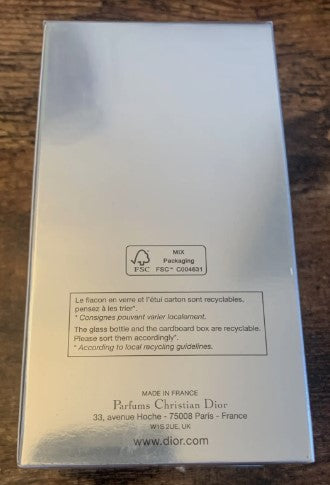 MIX
Packaging
FSC
FSC™ C004631
Le flacon en verre et l'étui carton sont recyclables,
pensez à les trier*.
* Consignes pouvant varier localement.
The glass bottle and the cardboard box are recyclable.
Please sort them accordingly*.
* According to local recycling guidelines.
MADE IN FRANCE
Parfums Christian Dior
33, avenue Hoche - 75008 Paris - France
W1S 2UE, UK
www.dior.com